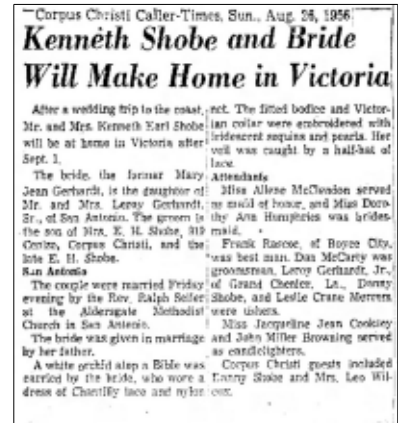 Corpus Christi Caller-Times, Sun., Aug. 26, 1956
Kenneth Shobe and Bride
Will Make Home in Victoria
After a wedding trip to the coast,
Mr. and Mrs. Kenneth Karl Shobe
will be at home in Victoria after
Sept. 1.
The bride, the former Mary
Jean Gerhardt, is the daughter of
Mr. and Mrs. Leroy Gerhardt,
Sr., of San Antonio. The groom is
the son of Mrs. E. H. Shobe, 919
Corpus Christi, and the
late E. H. Shobe.
San Antonio
The couple were married Friday
evening by the Rev. Ralph
at the Aldersgate Methodist
Church in San Antonio.
The bride was given in marriage
by her father.
A white orchid atop a Bible was
carried by the bride, who wore a
dress of Chantilly lace and nylon
net. The fitted bodice and Victor-
ian collar were embroidered with
iridescent sequins and pearls. Her
veil was caught by a half-hat of
lace.
Attendants
Miss Allene McClendon served
as maid of honor, and Miss Doro-
thy Ann Humphries was brides-
maid.
Frank Rascoe, of Boyce City,
was best man. Dan McCarty was
groomsman. Leroy Gerhardt, Jr.,
of Grand Chenier, La., Danny
Shobe, and Leslie Crane
were ushers.
Miss Jacqueline Jean Cooksey
and John Miller Browning served
as candlelighters.
Corpus Christi guests included
Danny Shobe and Mrs. Leo Wil-
cox.